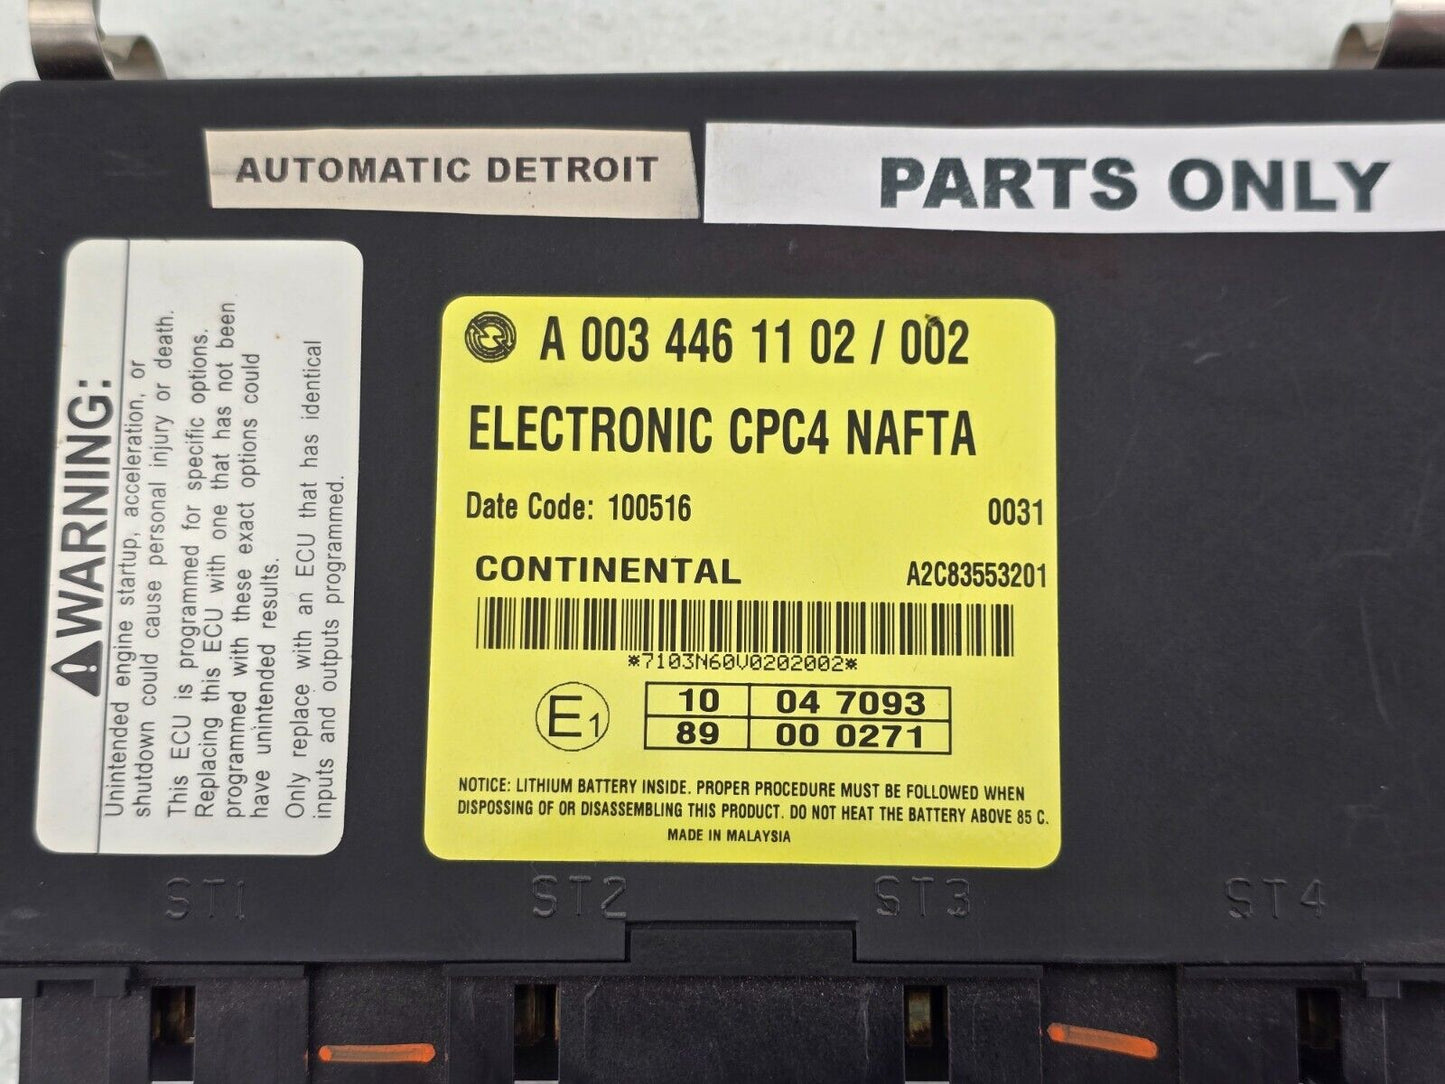 AUTOMATIC DETROIT
PARTS ONLY
WARNING:
Unintended engine startup, acceleration, or
shutdown could cause personal injury or death.
This ECU is programmed for specific options.
Replacing this ECU with one that has not been
programmed with these exact options could
have unintended results.
Only replace with an ECU that has identical
inputs and outputs programmed.
A 003 446 11 02 / 002
ELECTRONIC CPC4 NAFTA
Date Code: 100516 0031
CONTINENTAL A2C83553201
*7103N60V0202002*
E1
10 04 7093
89 00 0271
NOTICE: LITHIUM BATTERY INSIDE. PROPER PROCEDURE MUST BE FOLLOWED WHEN
DISPOSSING OF OR DISASSEMBLING THIS PRODUCT. DO NOT HEAT THE BATTERY ABOVE 85 C.
MADE IN MALAYSIA
ST1 ST2 ST3 ST4